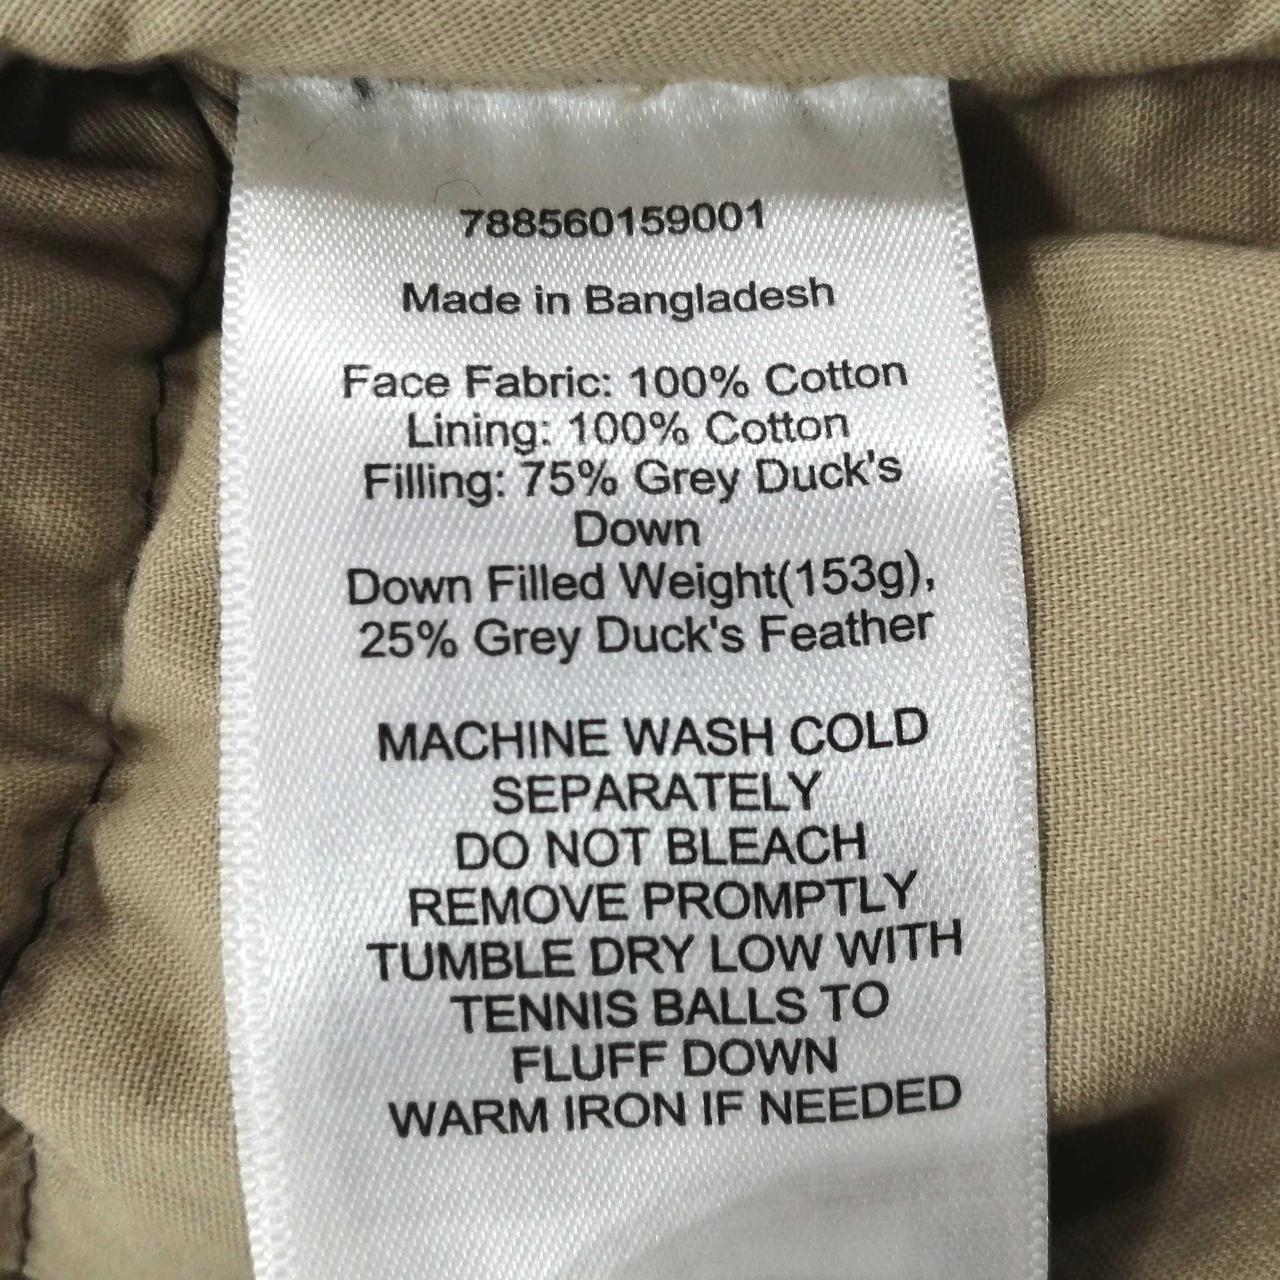 788560159001
Made in Bangladesh
Face Fabric: 100% Cotton
Lining: 100% Cotton
Filling: 75% Grey Duck's
Down
Down Filled Weight(153g),
25% Grey Duck's Feather
MACHINE WASH COLD
SEPARATELY
DO NOT BLEACH
REMOVE PROMPTLY
TUMBLE DRY LOW WITH
TENNIS BALLS TO
FLUFF DOWN
WARM IRON IF NEEDED